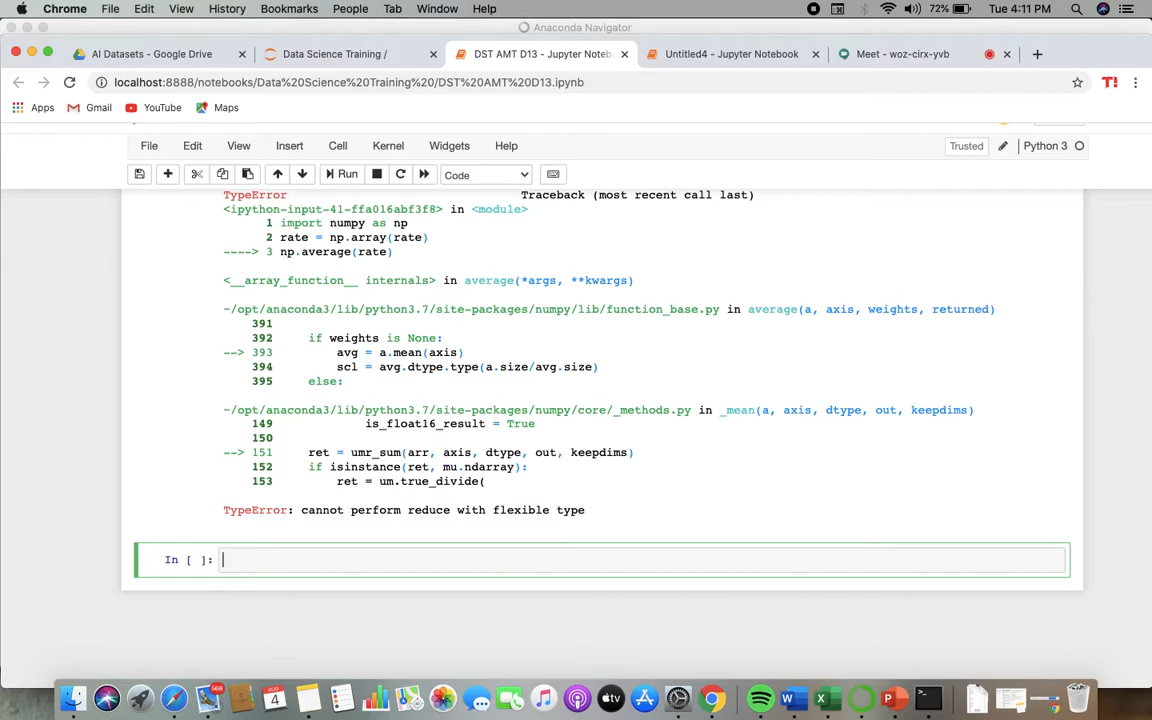 Chrome File Edit View History Bookmarks People Tab Window Help 72% Tue 4:11 PM
Anaconda Navigator
AI Datasets - Google Drive × Data Science Training / × DST AMT D13 - Jupyter Noteb × Untitled4 - Jupyter Notebook × Meet - woz-cirx-yvb × +
localhost:8888/notebooks/Data%20Science%20Training%20/DST%20AMT%20D13.ipynb T!
Apps Gmail YouTube Maps
File Edit View Insert Cell Kernel Widgets Help Trusted Python 3
Run Code
TypeError Traceback (most recent call last)
<ipython-input-41-ffa016abf3f8> in <module>
1 import numpy as np
2 rate = np.array(rate)
----> 3 np.average(rate)
<__array_function__ internals> in average(*args, **kwargs)
~/opt/anaconda3/lib/python3.7/site-packages/numpy/lib/function_base.py in average(a, axis, weights, returned)
391
392 if weights is None:
--> 393 avg = a.mean(axis)
394 scl = avg.dtype.type(a.size/avg.size)
395 else:
~/opt/anaconda3/lib/python3.7/site-packages/numpy/core/_methods.py in _mean(a, axis, dtype, out, keepdims)
149 is_float16_result = True
150
--> 151 ret = umr_sum(arr, axis, dtype, out, keepdims)
152 if isinstance(ret, mu.ndarray):
153 ret = um.true_divide(
TypeError: cannot perform reduce with flexible type
In [ ]: